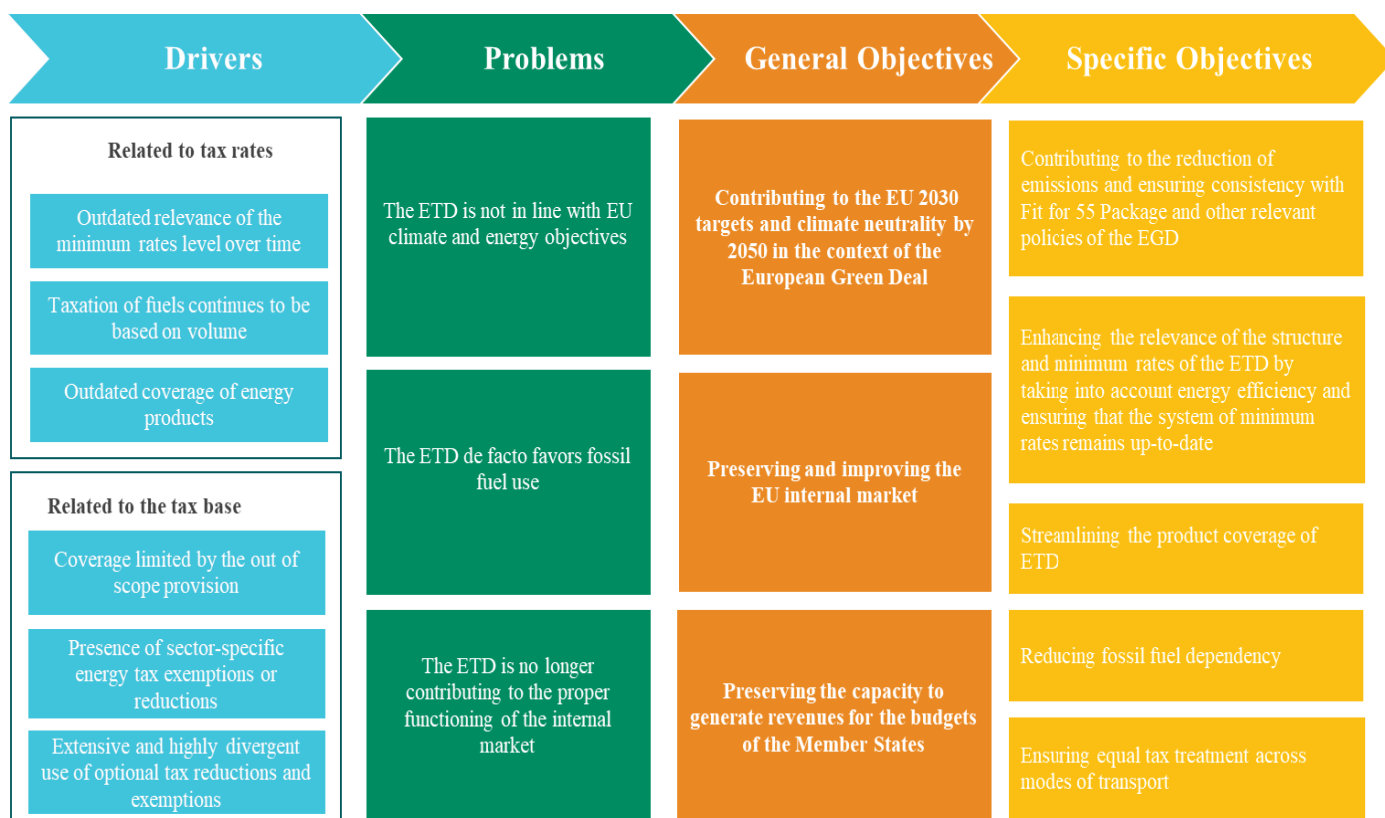 Drivers
Problems
General Objectives
Specific Objectives
Related to tax rates
Outdated relevance of the
minimum rates level over time
Taxation of fuels continues to be
based on volume
Outdated coverage of energy
products
Related to the tax base
Coverage limited by the out of
scope provision
Presence of sector-specific
energy tax exemptions or
reductions
Extensive and highly divergent
use of optional tax reductions and
exemptions
The ETD is not in line with EU
climate and energy objectives
The ETD de facto favors fossil
fuel use
The ETD is no longer
contributing to the proper
functioning of the internal
market
Contributing to the EU 2030
targets and climate neutrality by
2050 in the context of the
European Green Deal
Preserving and improving the
EU internal market
Preserving the capacity to
generate revenues for the budgets
of the Member States
Contributing to the reduction of
emissions and ensuring consistency with
Fit for 55 Package and other relevant
policies of the EGD
Enhancing the relevance of the structure
and minimum rates of the ETD by
taking into account energy efficiency and
ensuring that the system of minimum
rates remains up-to-date
Streamlining the product coverage of
ETD
Reducing fossil fuel dependency
Ensuring equal tax treatment across
modes of transport